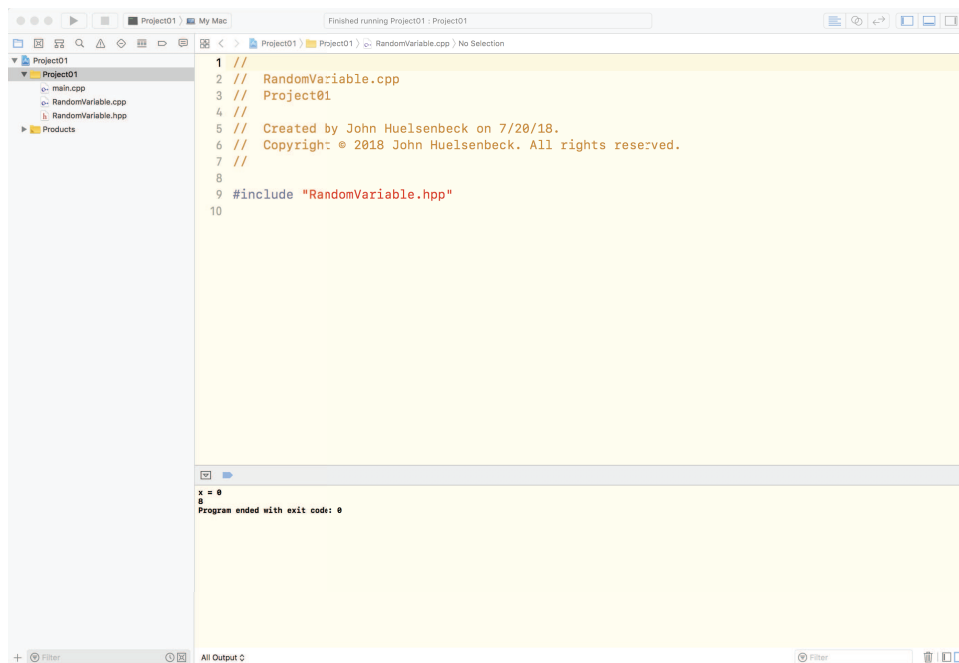 Project01 〉 My Mac
Finished running Project01 : Project01
Project01 〉 Project01 〉 RandomVariable.cpp 〉 No Selection
Project01
Project01
main.cpp
RandomVariable.cpp
RandomVariable.hpp
Products
1 //
2 // RandomVariable.cpp
3 // Project01
4 //
5 // Created by John Huelsenbeck on 7/20/18.
6 // Copyright © 2018 John Huelsenbeck. All rights reserved.
7 //
8
9 #include "RandomVariable.hpp"
10
x = 0
8
Program ended with exit code: 0
Filter
All Output
Filter